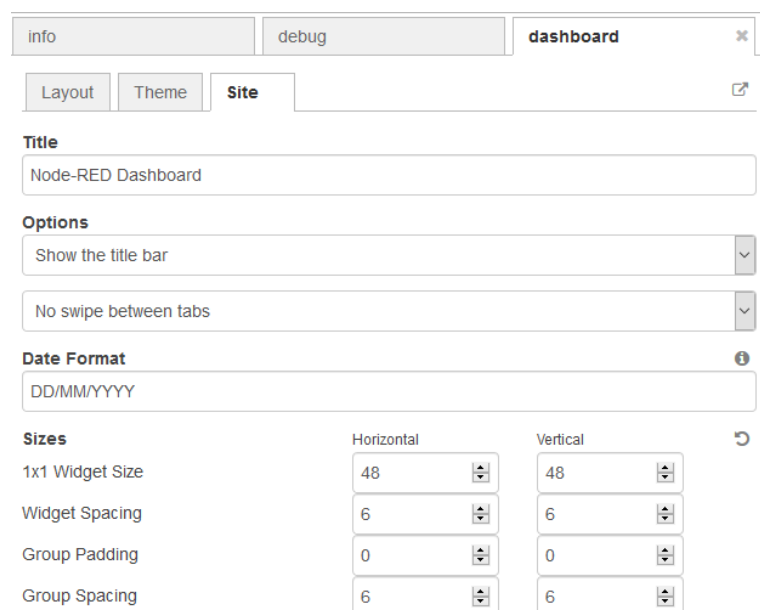 info debug dashboard
Layout Theme Site
Title
Node-RED Dashboard
Options
Show the title bar
No swipe between tabs
Date Format
DD/MM/YYYY
Sizes Horizontal Vertical
1x1 Widget Size 48 48
Widget Spacing 6 6
Group Padding 0 0
Group Spacing 6 6